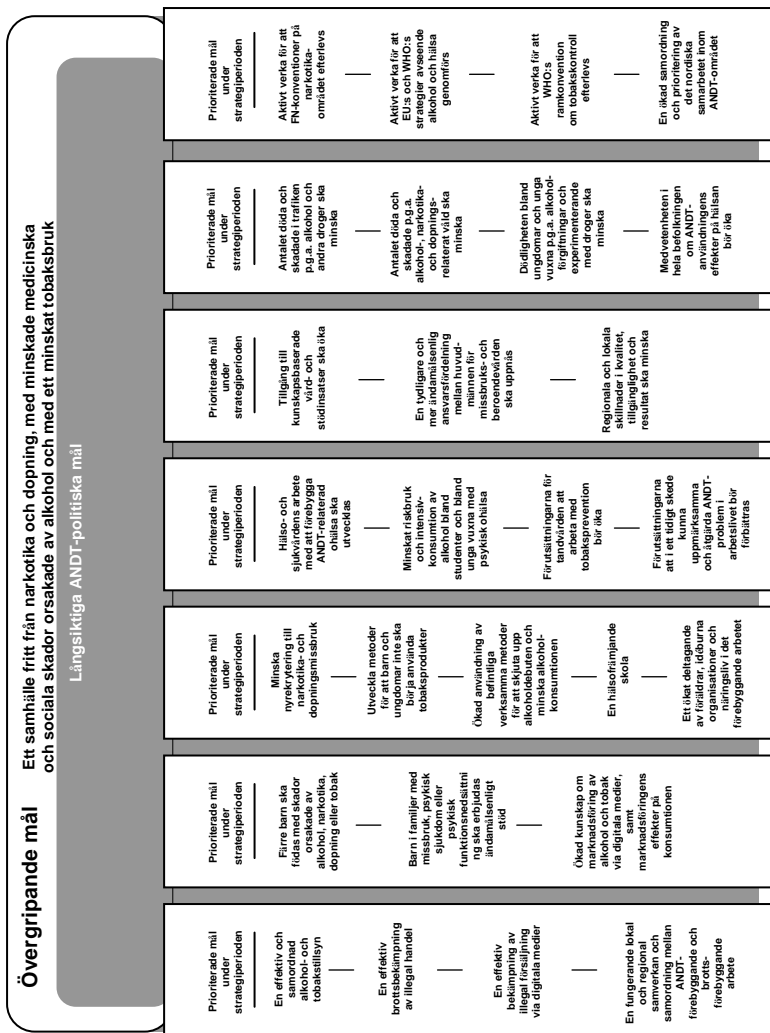 Övergripande mål
Ett samhälle fritt från narkotika och dopning, med minskade medicinska
och sociala skador orsakade av alkohol och med ett minskat tobaksbruk
Långsiktiga ANDT-politiska mål
Prioriterade mål
under
strategiperioden
En effektiv och
samordnad
alkohol- och
tobakstillsyn
En effektiv
brottsbekämpning
av illegal handel
En effektiv
bekämpning av
illegal försäljning
via digitala medier
En fungerande lokal
och regional
samverkan och
samordning mellan
ANDT-
förebyggande och
brotts-
förebyggande
arbete
Prioriterade mål
under
strategiperioden
Färre barn ska
födas med skador
orsakade av
alkohol, narkotika,
dopning eller tobak
Barn i familjer med
missbruk, psykisk
sjukdom eller
psykisk
funktionsnedsättni
ng ska erbjudas
ändamålsenligt
stöd
Ökad kunskap om
marknadsföring av
alkohol och tobak
via digitala medier,
samt
marknadsföringens
effekter på
konsumtionen
Prioriterade mål
under
strategiperioden
Minska
nyrekrytering till
narkotika- och
dopningsmissbruk
Utveckla metoder
för att barn och
ungdomar inte ska
börja använda
tobaksprodukter
Ökad användning av
befintliga
verksamma metoder
för att skjuta upp
alkoholdebuten och
minska alkohol-
konsumtionen
En hälsofrämjande
skola
Ett ökat deltagande
av föräldrar, idéburna
organisationer och
näringsliv i det
förebyggande arbetet
Prioriterade mål
under
strategiperioden
Hälso- och
sjukvårdens arbete
med att förebygga
ANDT-relaterad
ohälsa ska
utvecklas
Minskat riskbruk
och intensiv-
konsumtion av
alkohol bland
studenter och bland
unga vuxna med
psykisk ohälsa
Förutsättningarna för
tandvården att
arbeta med
tobaksprevention
bör öka
Förutsättningarna
att i ett tidigt skede
kunna
uppmärksamma
och åtgärda ANDT-
problem i
arbetslivet bör
förbättras
Prioriterade mål
under
strategiperioden
Tillgång till
kunskapsbaserade
vård- och
stödinsatser ska öka
En tydligare och
mer ändamålsenlig
ansvarsfördelning
mellan huvud-
männen för
missbruks- och
beroendevården
ska uppnås
Regionala och lokala
skillnader i kvalitet,
tillgänglighet och
resultat ska minska
Prioriterade mål
under
strategiperioden
Antalet döda och
skadade i trafiken
p.g.a. alkohol och
andra droger ska
minska
Antalet döda och
skadade p.g.a.
alkohol-, narkotika-
och dopnings-
relaterat våld ska
minska
Dödligheten bland
ungdomar och unga
vuxna p.g.a. alkohol-
förgiftningar och
experimenterande
med droger ska
minska
Medvetenheten i
hela befolkningen
om ANDT-
användningens
effekter på hälsan
bör öka
Prioriterade mål
under
strategiperioden
Aktivt verka för att
FN-konventioner på
narkotika-
området efterlevs
Aktivt verka för att
EU:s och WHO:s
strategier avseende
alkohol och hälsa
genomförs
Aktivt verka för att
WHO:s
ramkonvention
om tobakskontroll
efterlevs
En ökad samordning
och prioritering av
det nordiska
samarbetet inom
ANDT-området